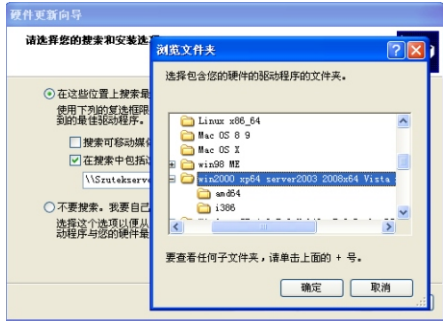 硬件更新向导
请选择您的搜索和安装选
在这些位置上搜索最
使用下列的复选框限
到的最佳驱动程序。
搜索可移动媒体
在搜索中包括这
\\Szutekserve
不要搜索。我要自己
选择这个选项以便从
动程序与您的硬件最
浏览文件夹
选择包含您的硬件的驱动程序的文件夹。
Linux x86_64
Mac OS 8 9
Mac OS X
win98 ME
win2000 xp64 server2003 2008x64 Vista
amd64
i386
要查看任何子文件夹，请单击上面的 + 号。
确定
取消